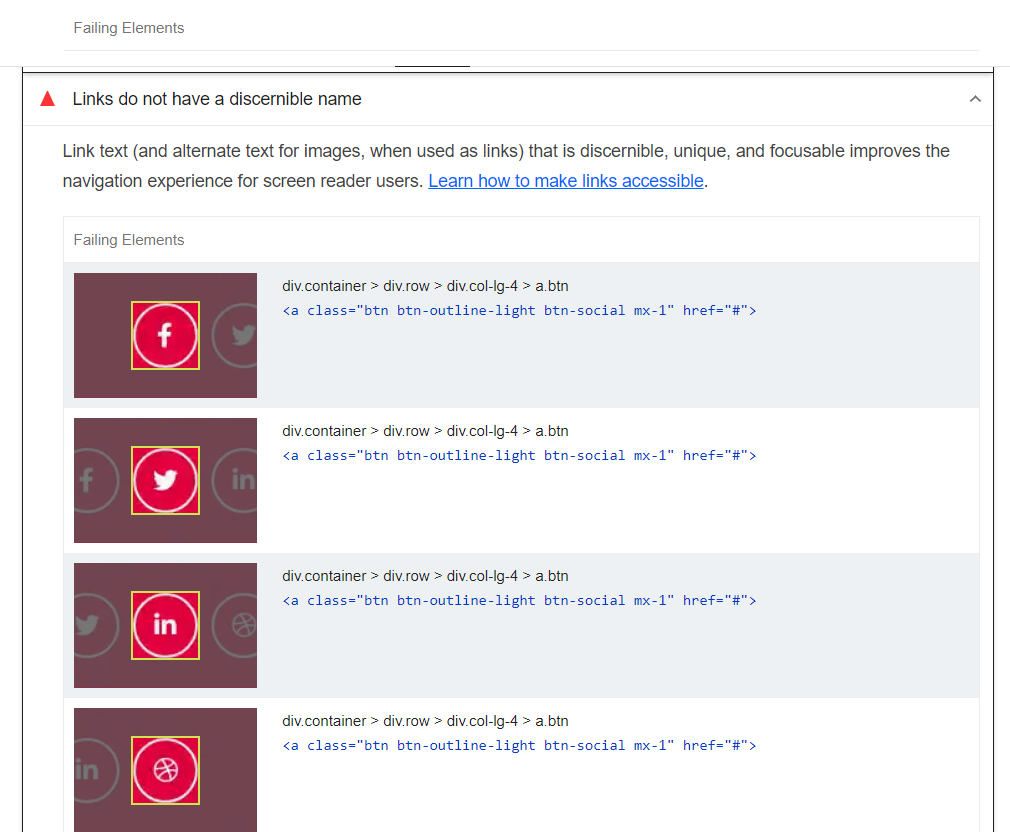 Failing Elements
Links do not have a discernible name
Link text (and alternate text for images, when used as links) that is discernible, unique, and focusable improves the
navigation experience for screen reader users. Learn how to make links accessible.
Failing Elements
div.container > div.row > div.col-lg-4 > a.btn
<a class="btn btn-outline-light btn-social mx-1" href="#">
f
div.container > div.row > div.col-lg-4 > a.btn
<a class="btn btn-outline-light btn-social mx-1" href="#">
f
in
div.container > div.row > div.col-lg-4 > a.btn
<a class="btn btn-outline-light btn-social mx-1" href="#">
in
div.container > div.row > div.col-lg-4 > a.btn
<a class="btn btn-outline-light btn-social mx-1" href="#">
in